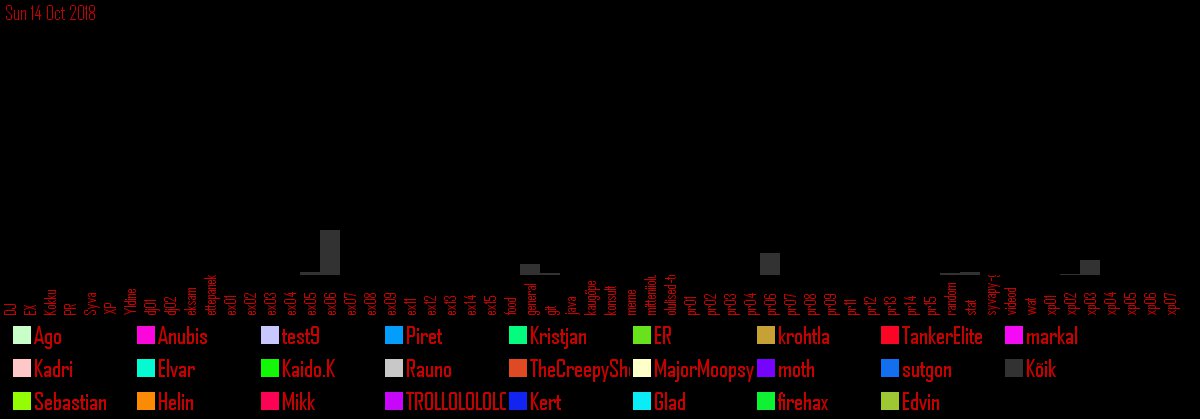 Sun 14 Oct 2018
DJ EX Kokku PR Syva XP Yldine dj01 dj02 eksam ettepanek ex01 ex02 ex03 ex04 ex05 ex06 ex07 ex08 ex09 ex11 ex12 ex13 ex14 ex15 food general git java kaugõpe konsult meme mitteniloL olulised-t pr01 pr02 pr03 pr04 pr06 pr07 pr08 pr09 pr11 pr12 pr13 pr14 pr15 random stat videod wat xp01 xp02 xp03 xp04 xp05 xp06 xp07
Ago Anubis test9 Piret Kristjan ER krohtla TankerElite markal
Kadri Elvar Kaido.K Rauno TheCreepySh MajorMoopsy moth sutgon Kõik
Sebastian Helin Mikk TROLLOLOLOLO Kert Glad firehax Edvin